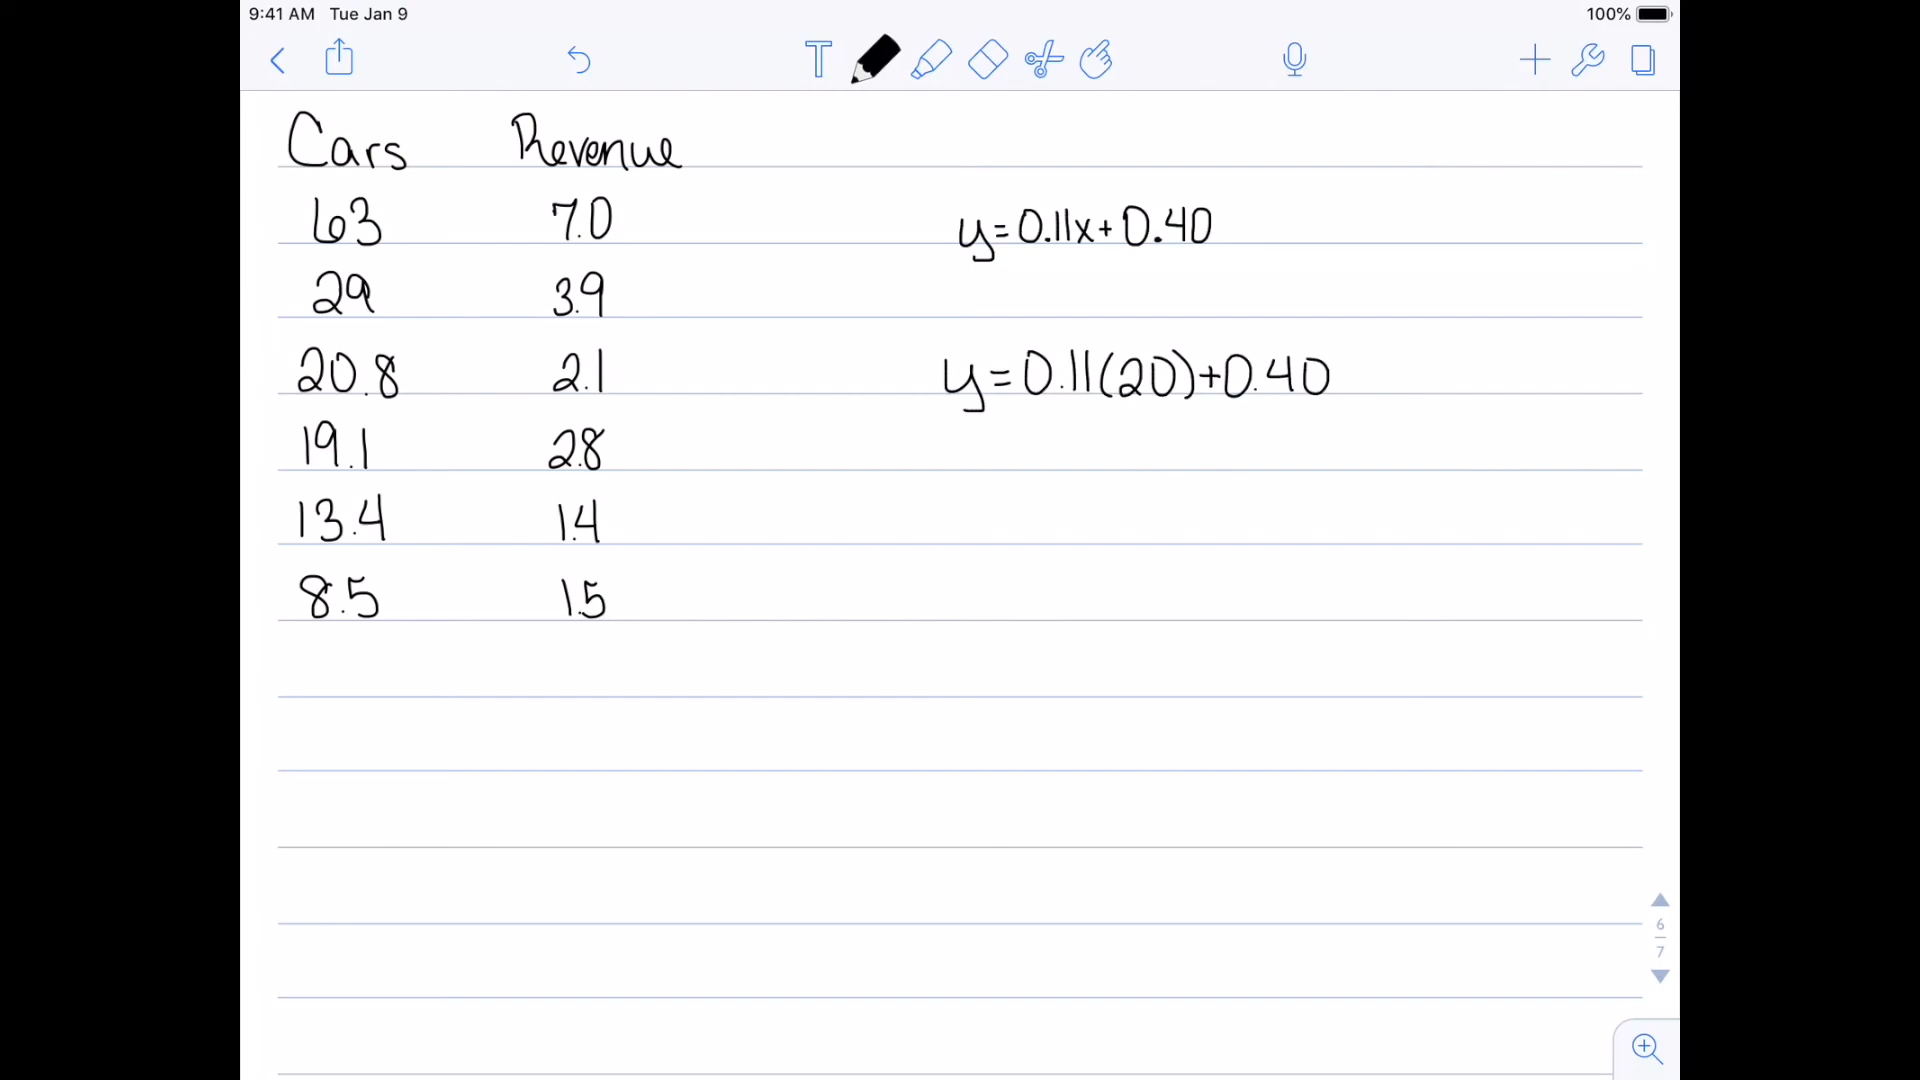 9:41 AM Tue Jan 9 100%
T
Cars Revenue
63 7.0 y=0.11x+0.40
29 3.9
20.8 2.1 y=0.11(20)+0.40
19.1 2.8
13.4 1.4
8.5 1.5
6
7